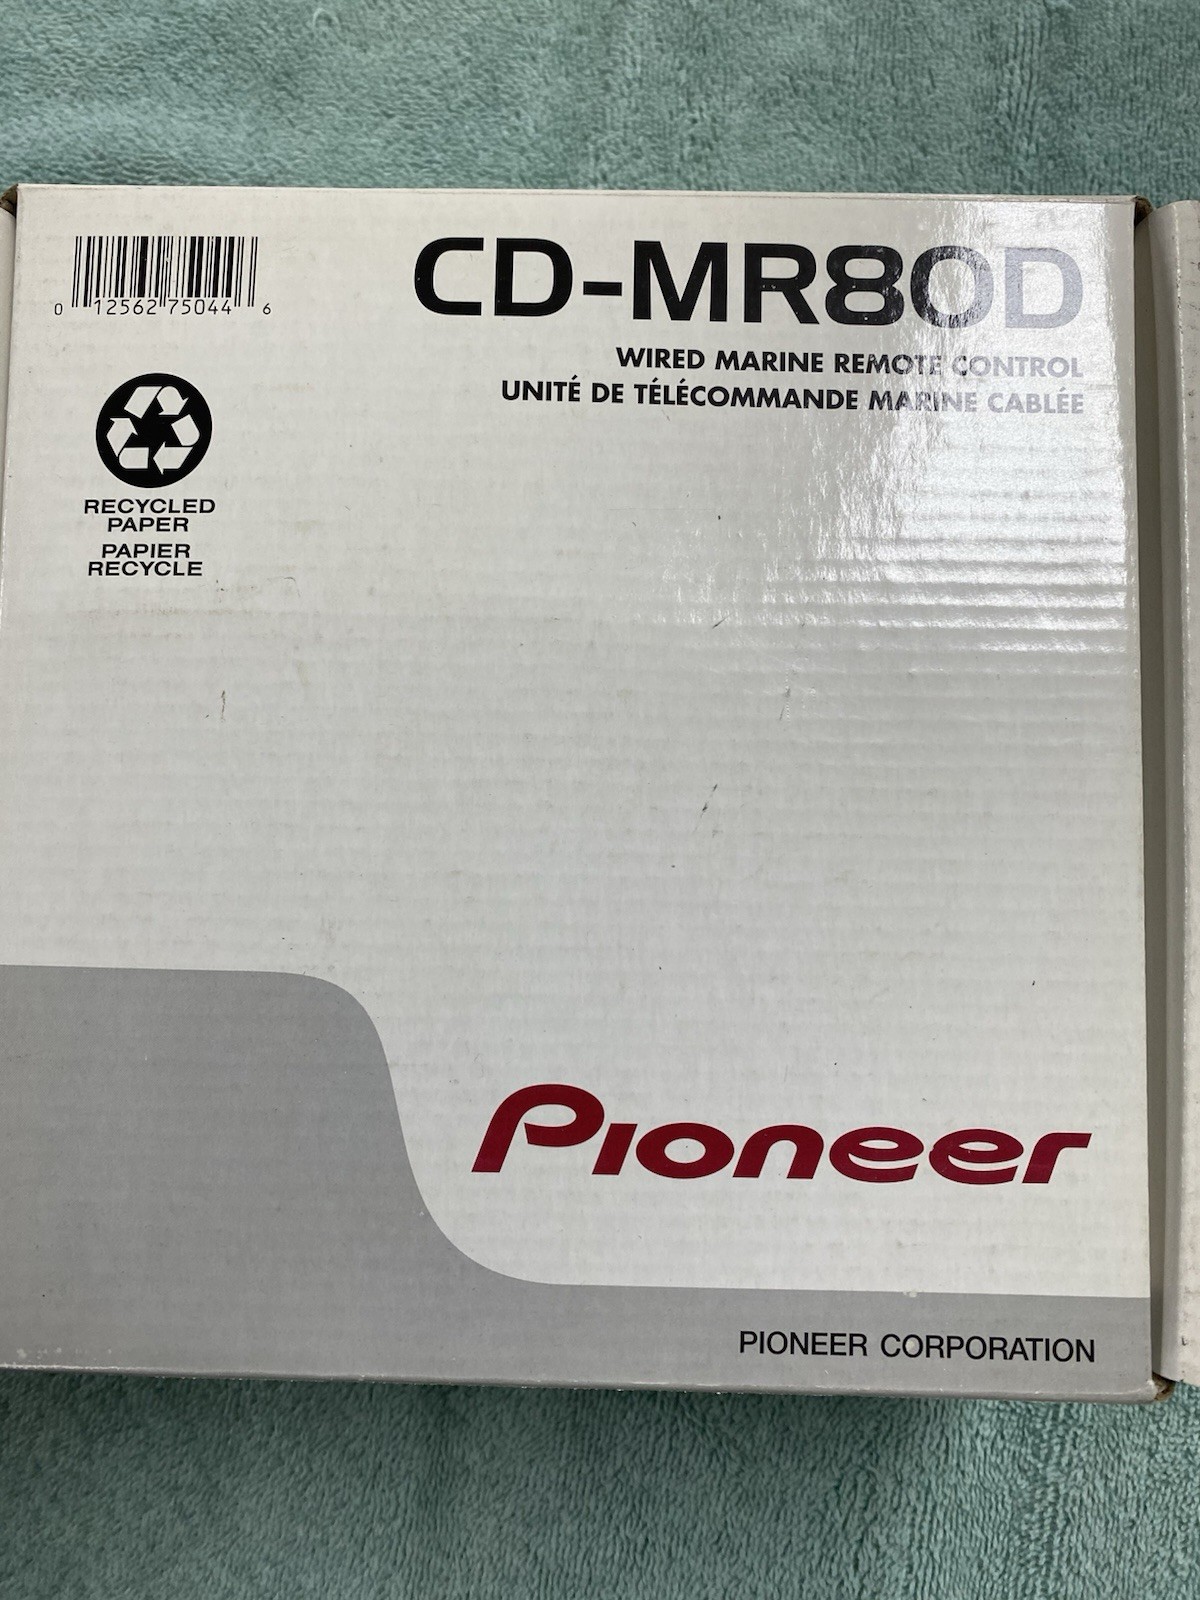 CD-MR80D
WIRED MARINE REMOTE CONTROL
UNITÉ DE TÉLÉCOMMANDE MARINE CABLÉE
0 12562 75044 6
RECYCLED
PAPER
PAPIER
RECYCLE
Pioneer
PIONEER CORPORATION